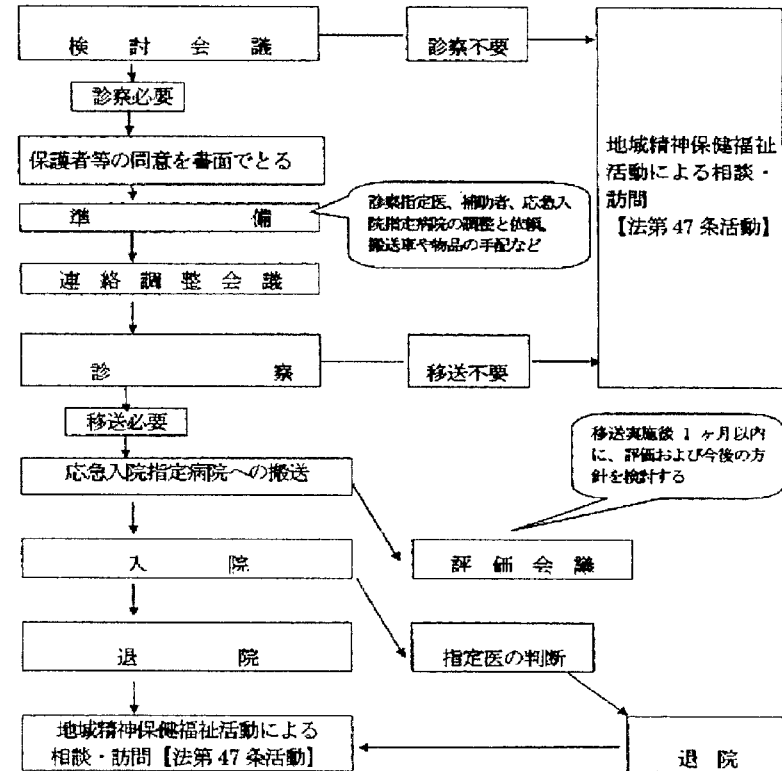 検討会議
診察不要
診察必要
地域精神保健福祉
活動による相談・
訪問
【法第47条活動】
保護者等の同意を書面でとる
準備
診察指定医、補助者、応急入
院指定病院の調整と依頼、
搬送車や物品の手配など
連絡調整会議
診察
移送不要
移送必要
移送実施後1ヶ月以内
に、評価および今後の方
針を検討する
応急入院指定病院への搬送
入院
評価会議
退院
指定医の判断
地域精神保健福祉活動による
相談・訪問【法第47条活動】
退院